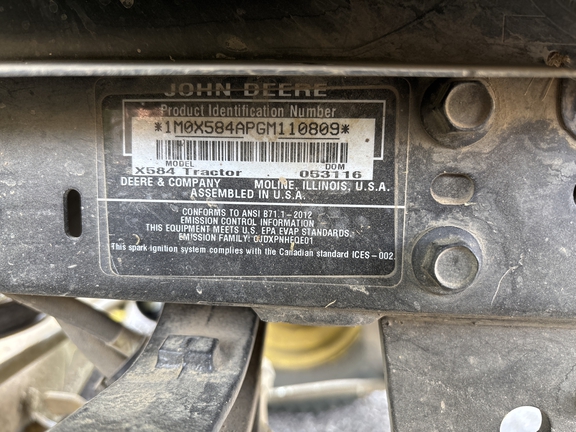 JOHN DEERE
Product Identification Number
*1M0X584APGM110809*
MODEL DOM
X584 Tractor 053116
DEERE & COMPANY MOLINE, ILLINOIS, U.S.A.
ASSEMBLED IN U.S.A.
CONFORMS TO ANSI B71.1-2012
EMISSION CONTROL INFORMATION
THIS EQUIPMENT MEETS U.S. EPA EVAP STANDARDS.
EMISSION FAMILY: OJDXPNHEQE01
This spark ignition system complies with the Canadian standard ICES-002